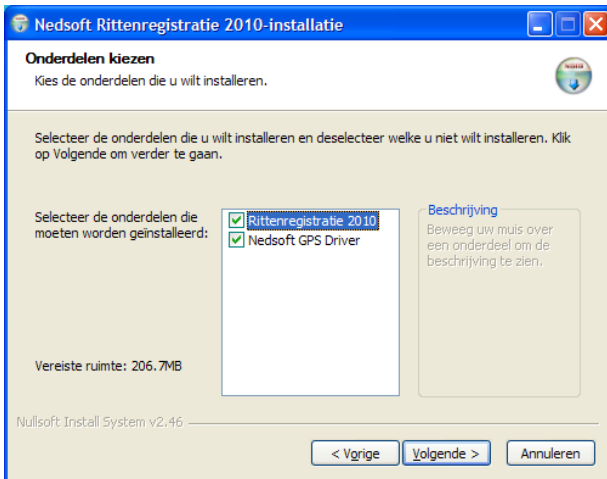 Nedsoft Rittenregistratie 2010-installatie
Onderdelen kiezen
Kies de onderdelen die u wilt installeren.
Selecteer de onderdelen die u wilt installeren en deselecteer welke u niet wilt installeren. Klik
op Volgende om verder te gaan.
Selecteer de onderdelen die
moeten worden geïnstalleerd:
Rittenregistratie 2010
Nedsoft GPS Driver
Beschrijving
Beweeg uw muis over
een onderdeel om de
beschrijving te zien.
Vereiste ruimte: 206.7MB
Nullsoft Install System v2.46
< Vorige
Volgende >
Annuleren